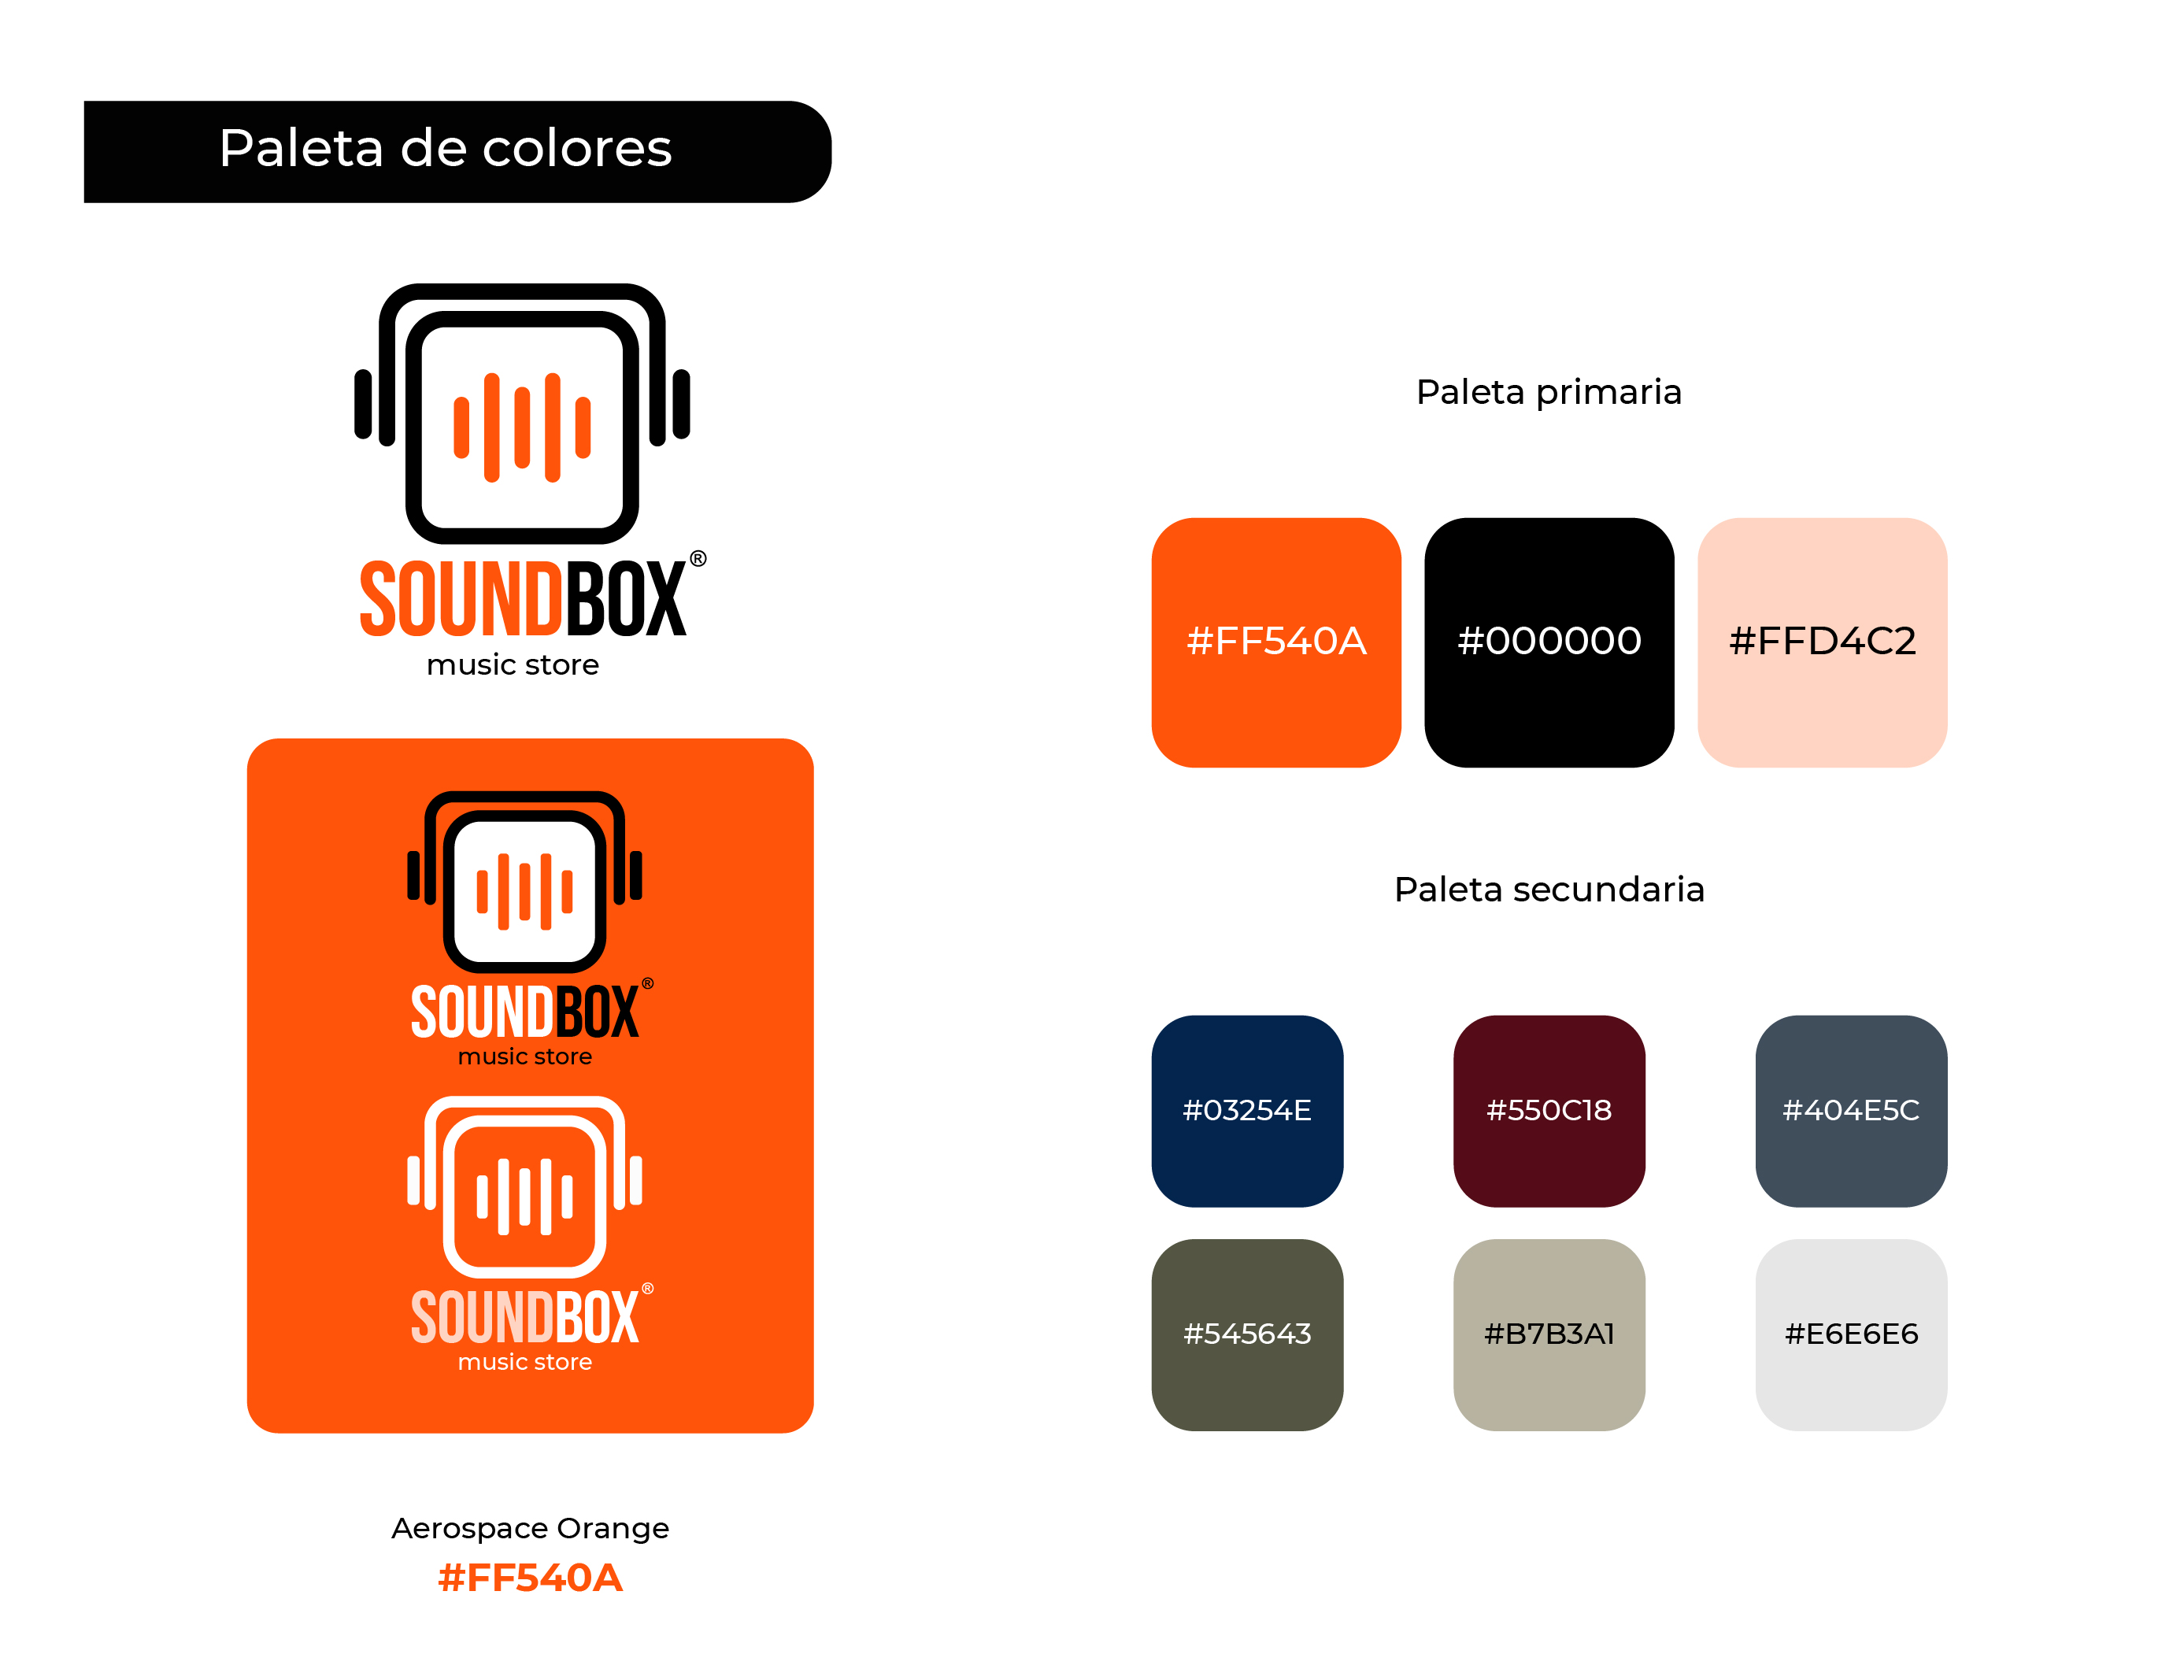 Paleta de colores
SOUNDBOX®
music store
SOUNDBOX®
music store
SOUNDBOX®
music store
Aerospace Orange
#FF540A
Paleta primaria
#FF540A #000000 #FFD4C2
Paleta secundaria
#03254E #550C18 #404E5C
#545643 #B7B3A1 #E6E6E6